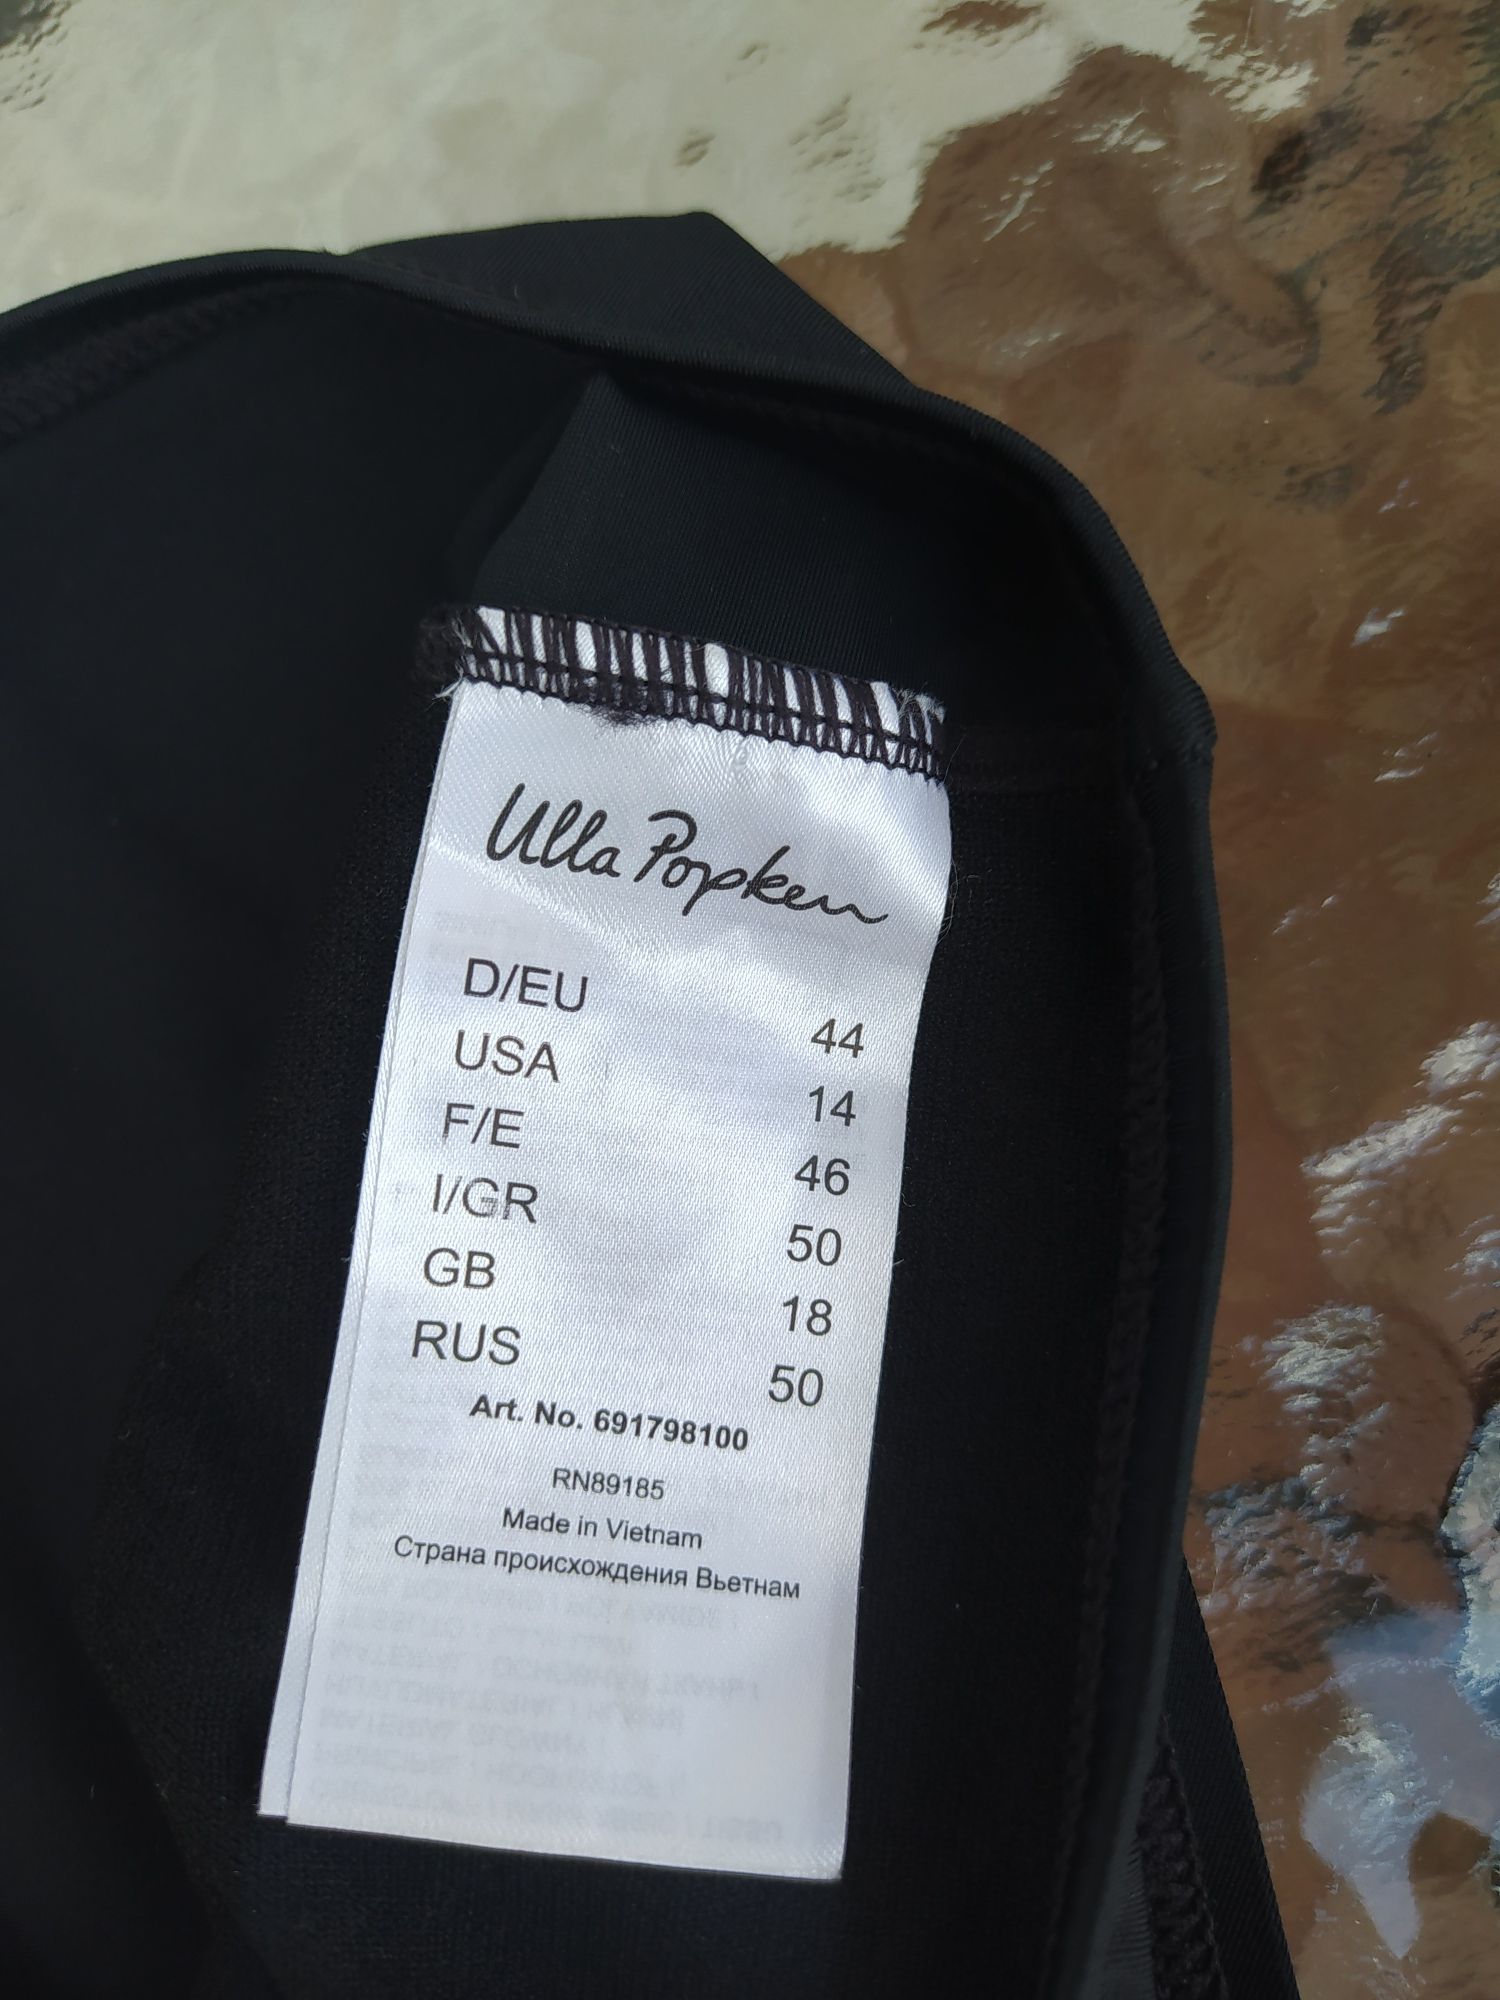 Ulla Popken
D/EU 44
USA 14
F/E 46
I/GR 50
GB 18
RUS 50
Art. No. 691798100
RN89185
Made in Vietnam
Страна происхождения Вьетнам